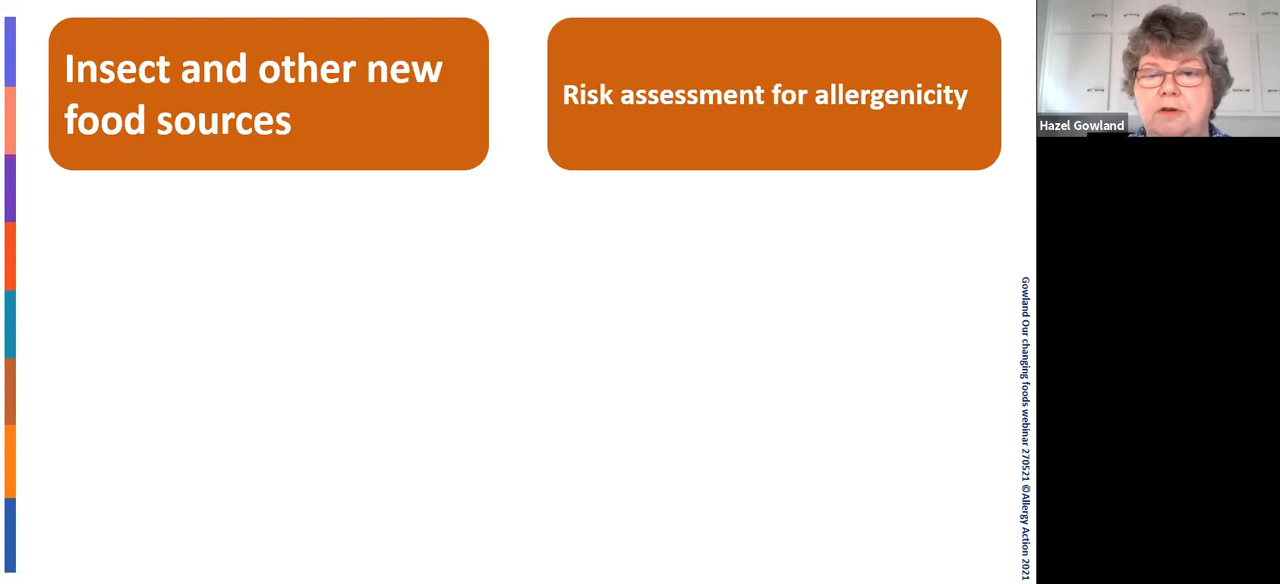 Insect and other new
food sources
Risk assessment for allergenicity
Hazel Gowland
Gowland Our changing foods webinar 270521 ©Allergy Action 2021